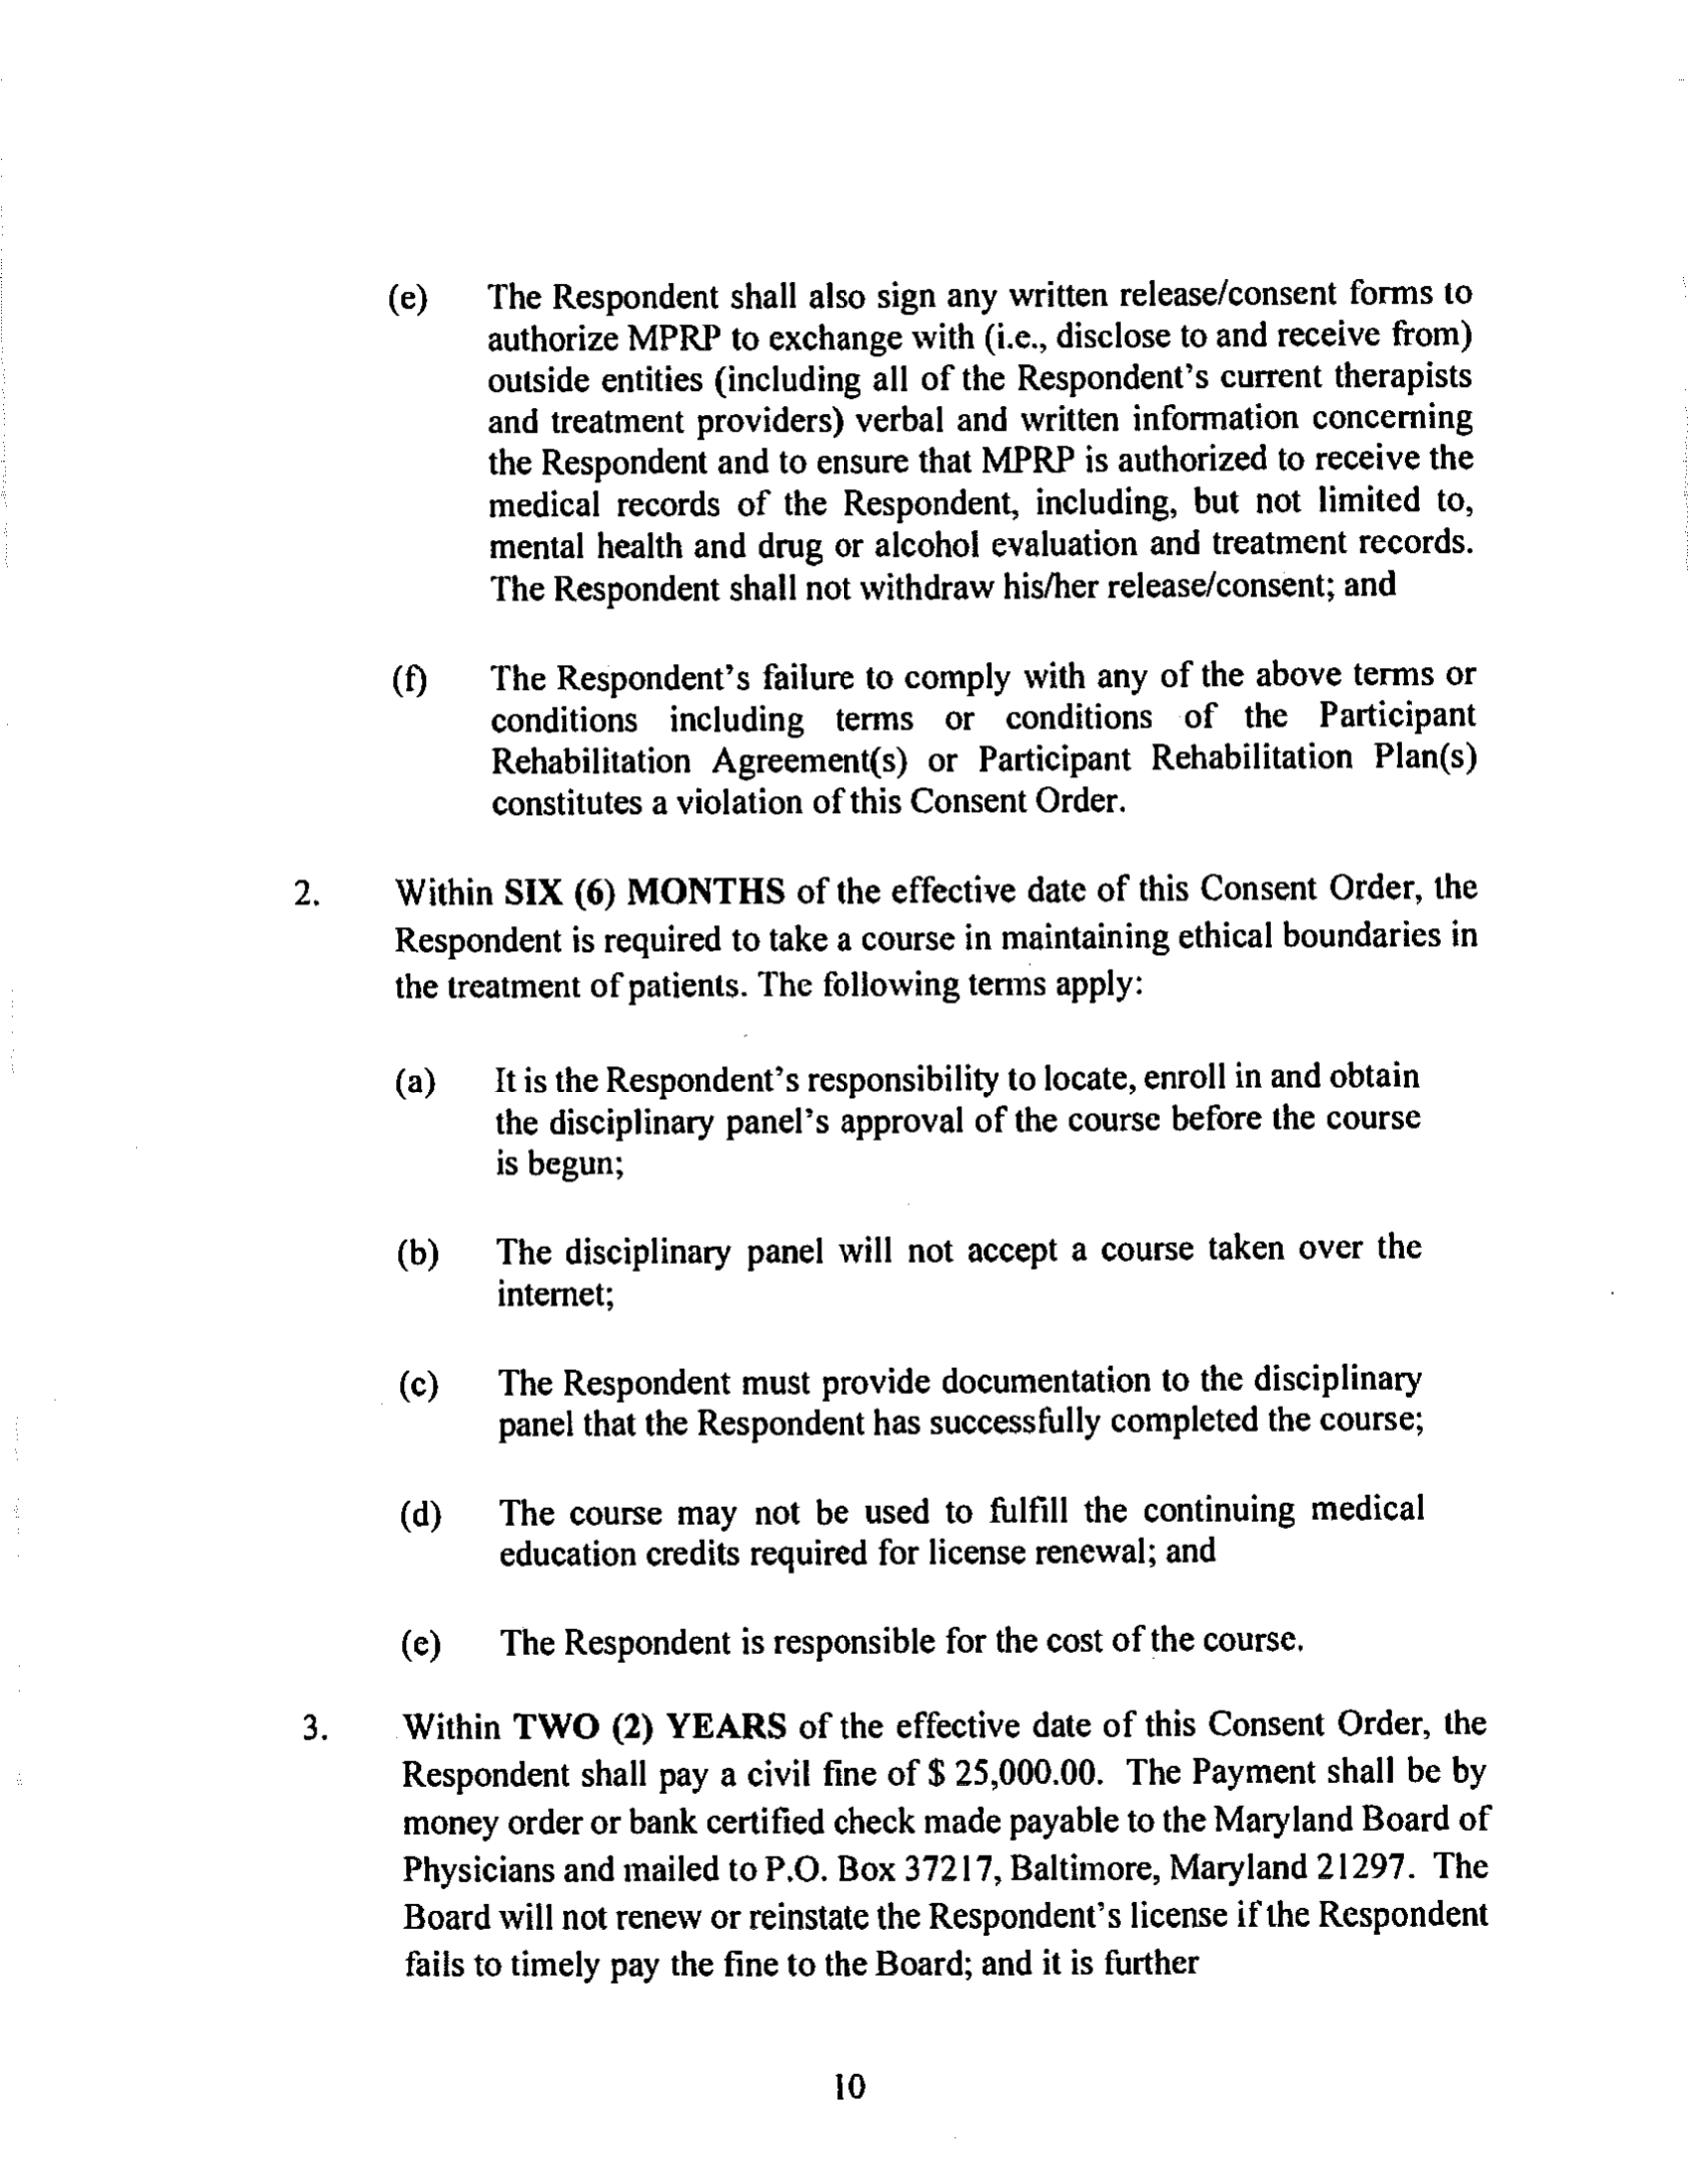 (e) The Respondent shall also sign any written release/consent forms to
authorize MPRP to exchange with (i.e., disclose to and receive from)
outside entities (including all of the Respondent's current therapists
and treatment providers) verbal and written information concerning
the Respondent and to ensure that MPRP is authorized to receive the
medical records of the Respondent, including, but not limited to,
mental health and drug or alcohol evaluation and treatment records.
The Respondent shall not withdraw his/her release/consent; and
(f) The Respondent's failure to comply with any of the above terms or
conditions including terms or conditions of the Participant
Rehabilitation Agreement(s) or Participant Rehabilitation Plan(s)
constitutes a violation of this Consent Order.
2. Within SIX (6) MONTHS of the effective date of this Consent Order, the
Respondent is required to take a course in maintaining ethical boundaries in
the treatment of patients. The following terms apply:
(a) It is the Respondent's responsibility to locate, enroll in and obtain
the disciplinary panel's approval of the course before the course
is begun;
(b) The disciplinary panel will not accept a course taken over the
internet;
(c) The Respondent must provide documentation to the disciplinary
panel that the Respondent has successfully completed the course;
(d) The course may not be used to fulfill the continuing medical
education credits required for license renewal; and
(e) The Respondent is responsible for the cost of the course.
3. Within TWO (2) YEARS of the effective date of this Consent Order, the
Respondent shall pay a civil fine of $ 25,000.00. The Payment shall be by
money order or bank certified check made payable to the Maryland Board of
Physicians and mailed to P.O. Box 37217, Baltimore, Maryland 21297. The
Board will not renew or reinstate the Respondent's license if the Respondent
fails to timely pay the fine to the Board; and it is further
10